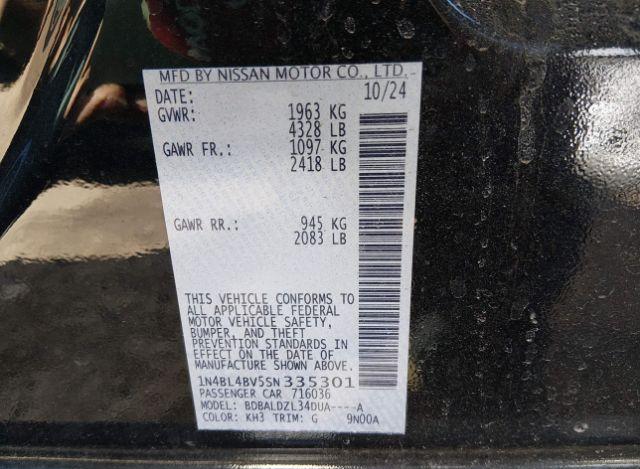 MFD BY NISSAN MOTOR CO., LTD.
DATE: 10/24
GVWR: 1963 KG
4328 LB
GAWR FR.: 1097 KG
2418 LB
GAWR RR.: 945 KG
2083 LB
THIS VEHICLE CONFORMS TO
ALL APPLICABLE FEDERAL
MOTOR VEHICLE SAFETY,
BUMPER, AND THEFT
PREVENTION STANDARDS
IN EFFECT ON THE DATE OF
MANUFACTURE SHOWN ABOVE.
1N4BL4BV5SN335301
PASSENGER CAR 716036
MODEL: BDBALDZL34DUA----A
COLOR: KH3 TRIM: G 9N00A